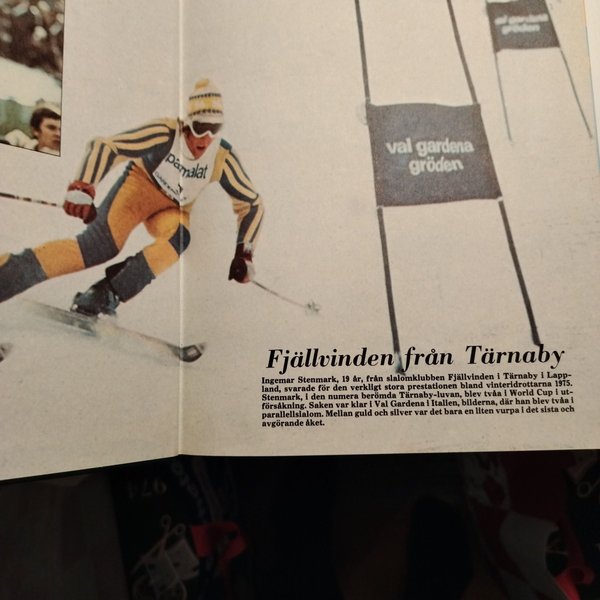 val gardena
gröden
val gardena
gröden
parmalat
Fjällvinden från Tärnaby
Ingemar Stenmark, 19 år, från slalomklubben Fjällvinden i Tärnaby i Lapp-
land, svarade för den verkligt stora prestationen bland vinteridrottarna 1975.
Stenmark, i den numera berömda Tärnaby-luvan, blev tvåa i World Cup i ut-
försåkning. Saken var klar i Val Gardena i Italien, bilderna, där han blev tvåa i
parallellslalom. Mellan guld och silver var det bara en liten vurpa i det sista och
avgörande åket.
974